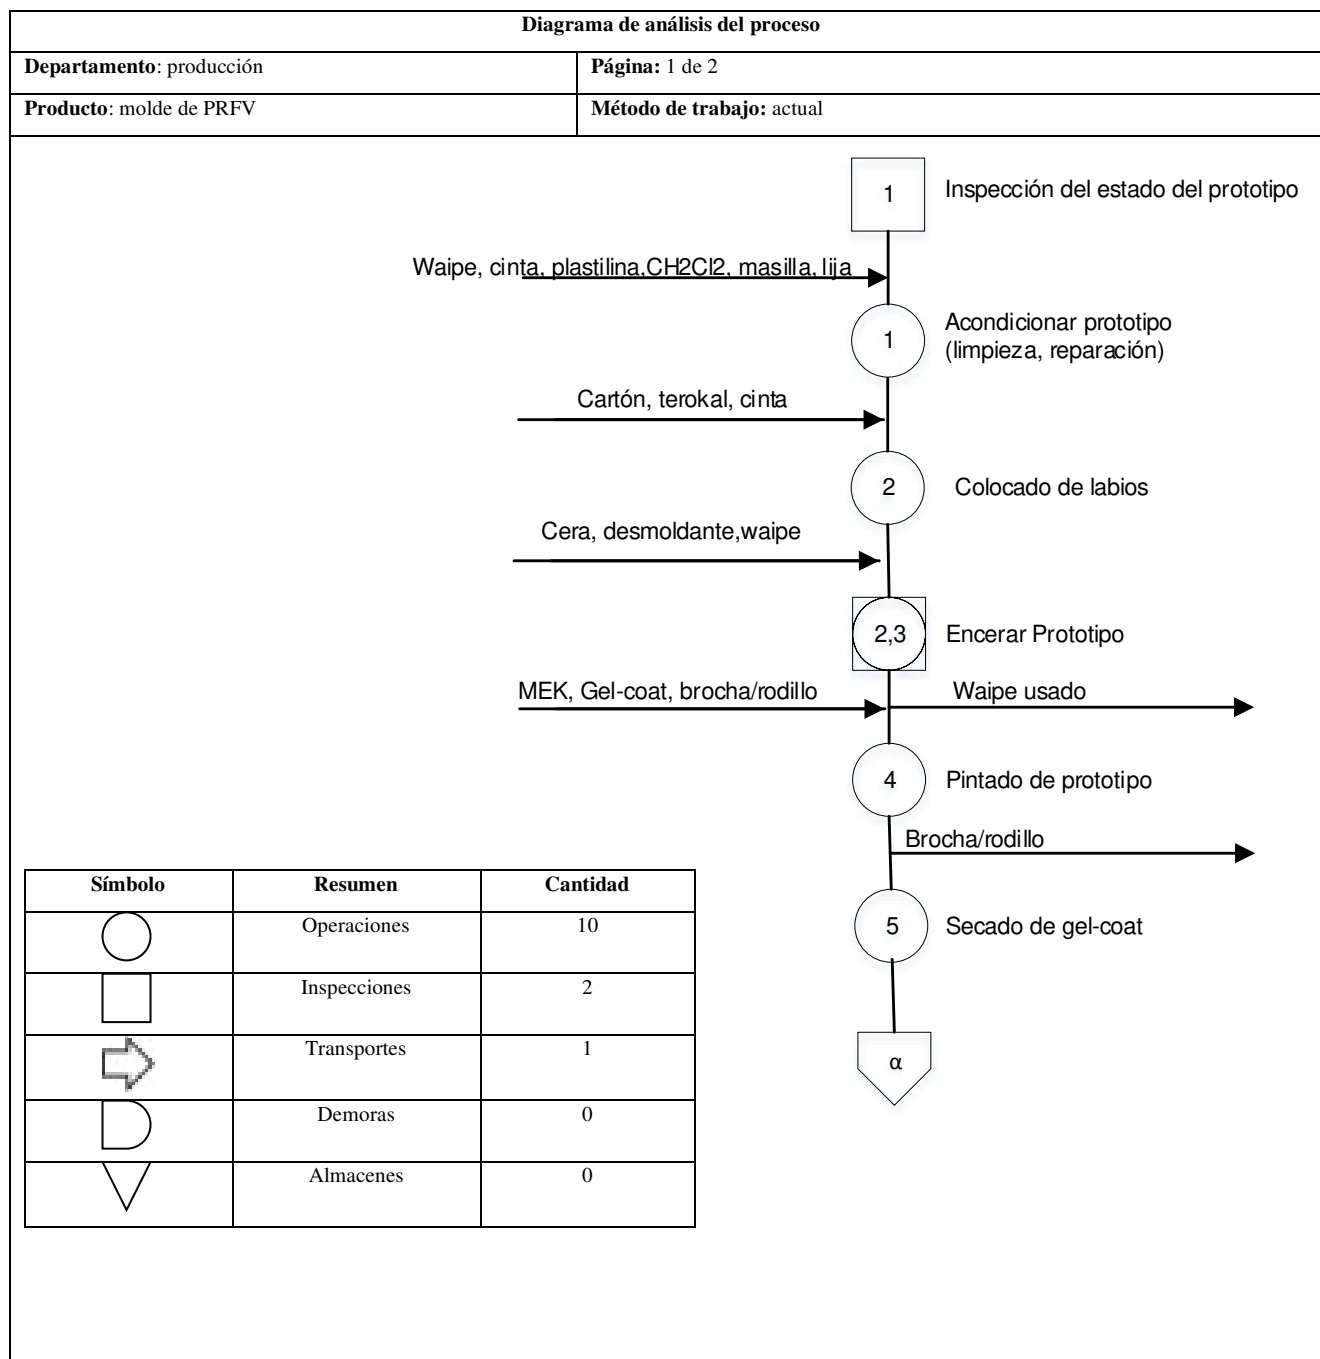 Diagrama de análisis del proceso
Departamento: producción
Página: 1 de 2
Producto: molde de PRFV
Método de trabajo: actual
1
Inspección del estado del prototipo
Waipe, cinta, plastilina,CH2Cl2, masilla, lija
1
Acondicionar prototipo
(limpieza, reparación)
Cartón, terokal, cinta
2
Colocado de labios
Cera, desmoldante,waipe
2,3
Encerar Prototipo
MEK, Gel-coat, brocha/rodillo
Waipe usado
4
Pintado de prototipo
Brocha/rodillo
5
Secado de gel-coat
α
Símbolo
Resumen
Cantidad
Operaciones
10
Inspecciones
2
Transportes
1
Demoras
0
Almacenes
0